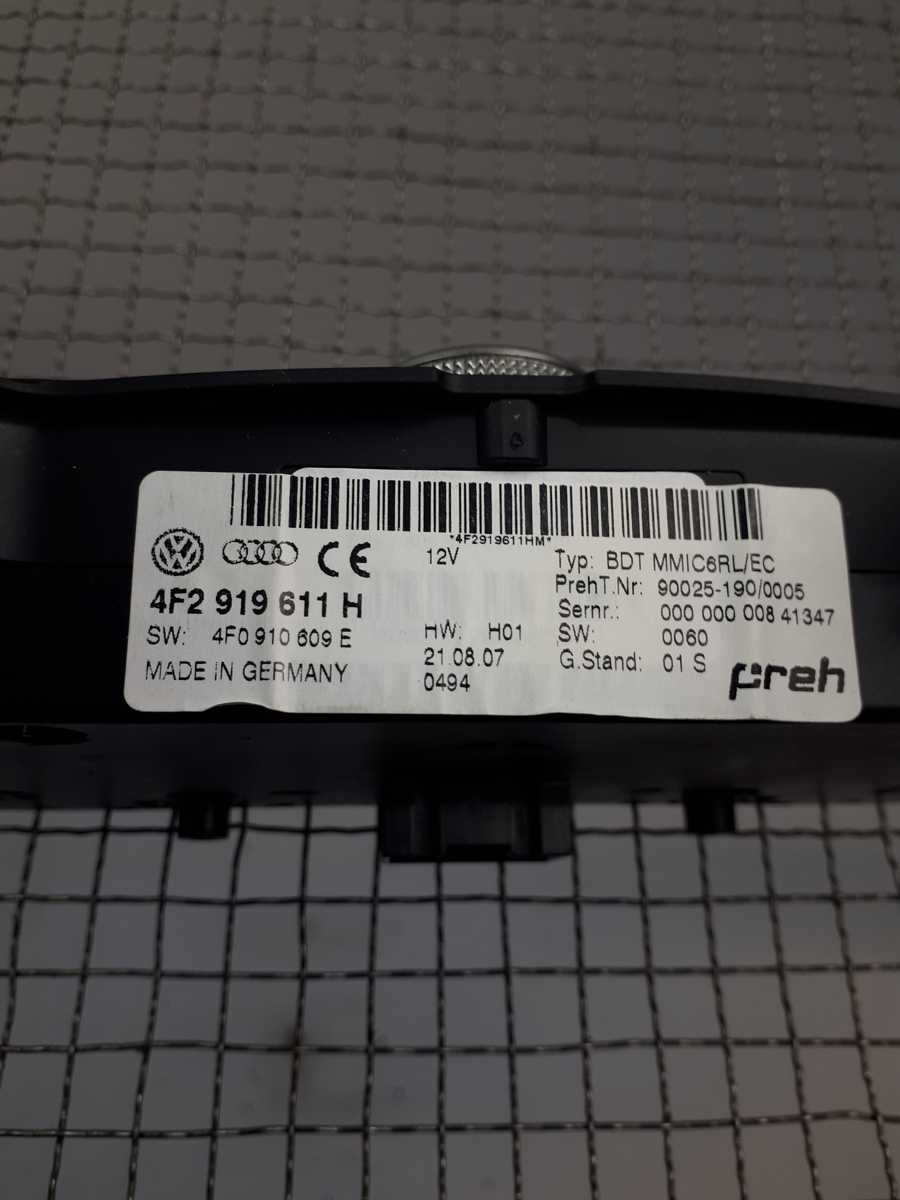 *4F2919611HM*
CE
12V
4F2 919 611 H
SW: 4F0 910 609 E
MADE IN GERMANY
HW: H01
21.08.07
0494
Typ: BDT MMIC6RL/EC
PrehT.Nr: 90025-190/0005
Sernr.: 000 000 008 41347
SW: 0060
G.Stand: 01 S
preh